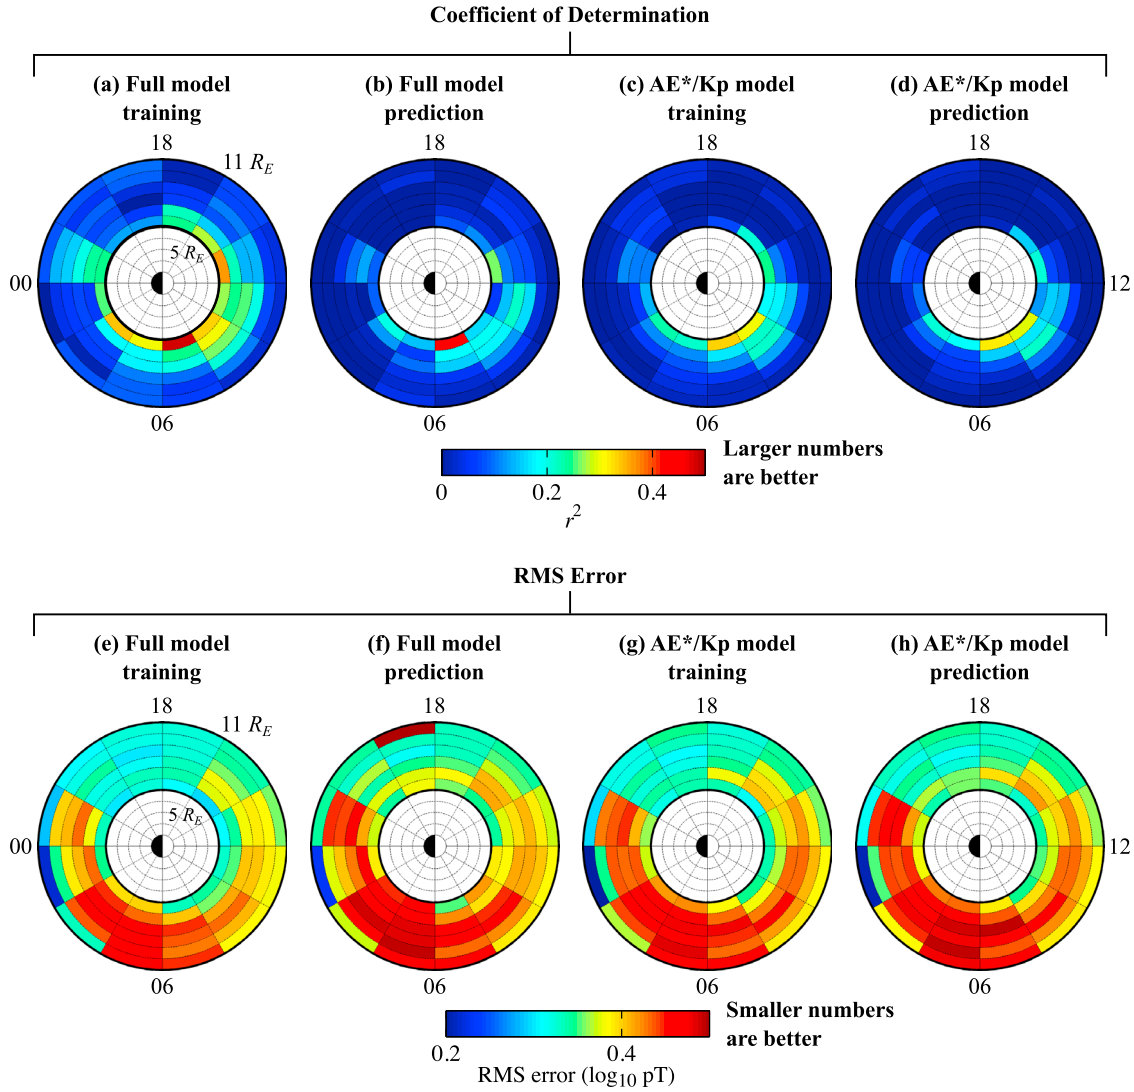 Coefficient of Determination
(a) Full model training
(b) Full model prediction
(c) AE*/Kp model training
(d) AE*/Kp model prediction
18
11 R_E
18
18
18
5 R_E
00
12
06
06
06
06
0
0.2
0.4
r^2
Larger numbers
are better
RMS Error
(e) Full model training
(f) Full model prediction
(g) AE*/Kp model training
(h) AE*/Kp model prediction
18
11 R_E
18
18
18
5 R_E
00
12
06
06
06
06
0.2
0.4
RMS error (log10 pT)
Smaller numbers
are better